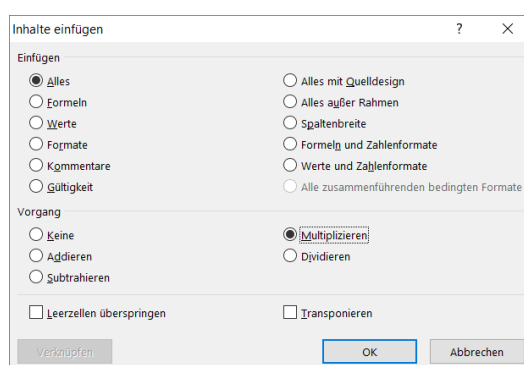 Inhalte einfügen ? ×
Einfügen
Alles
Formeln
Werte
Formate
Kommentare
Gültigkeit
Alles mit Quelldesign
Alles außer Rahmen
Spaltenbreite
Formeln und Zahlenformate
Werte und Zahlenformate
Alle zusammenführenden bedingten Formate
Vorgang
Keine
Addieren
Subtrahieren
Multiplizieren
Dividieren
Leerzellen überspringen
Transponieren
Verknüpfen
OK
Abbrechen